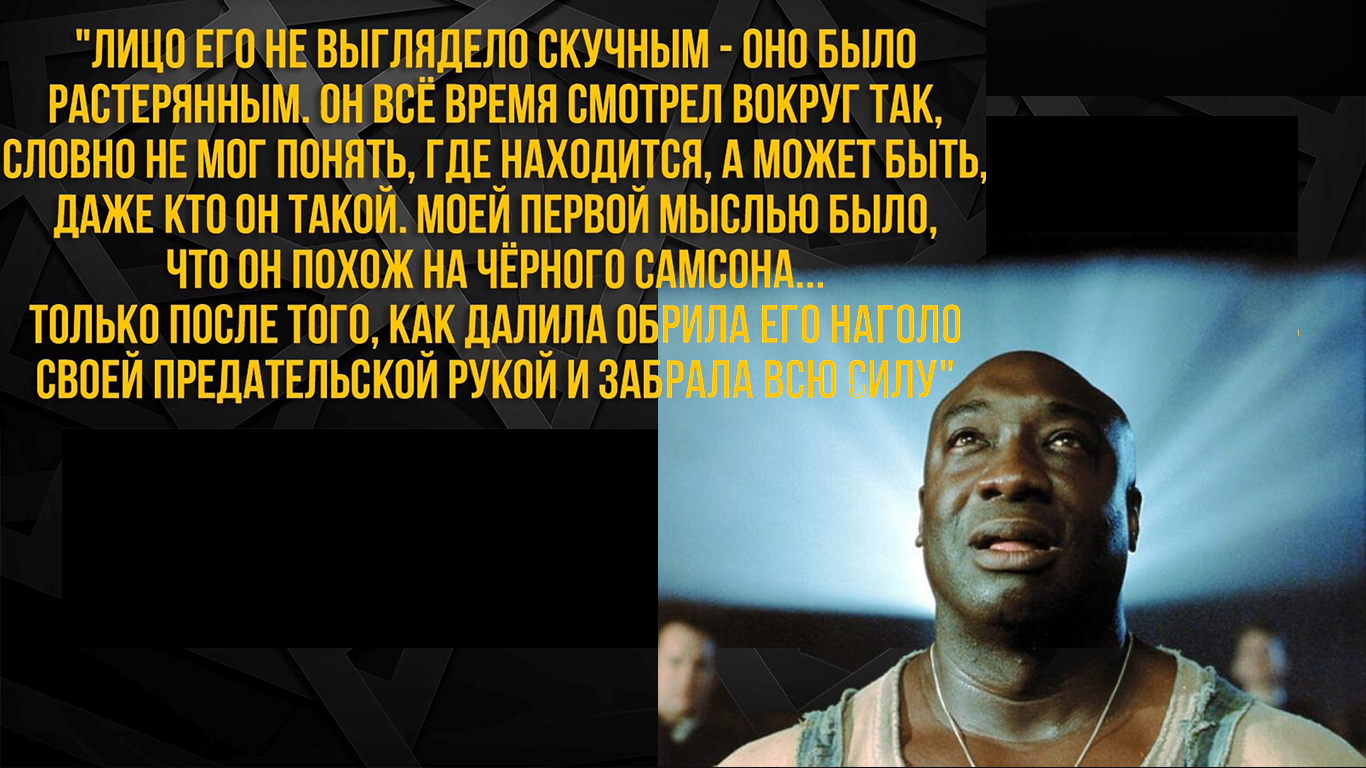 "ЛИЦО ЕГО НЕ ВЫГЛЯДЕЛО СКУЧНЫМ - ОНО БЫЛО
РАСТЕРЯННЫМ. ОН ВСЁ ВРЕМЯ СМОТРЕЛ ВОКРУГ ТАК,
СЛОВНО НЕ МОГ ПОНЯТЬ, ГДЕ НАХОДИТСЯ, А МОЖЕТ БЫТЬ,
ДАЖЕ КТО ОН ТАКОЙ. МОЕЙ ПЕРВОЙ МЫСЛЬЮ БЫЛО,
ЧТО ОН ПОХОЖ НА ЧЁРНОГО САМСОНА...
ТОЛЬКО ПОСЛЕ ТОГО, КАК ДАЛИЛА ОБРИЛА ЕГО НАГОЛО
СВОЕЙ ПРЕДАТЕЛЬСКОЙ РУКОЙ И ЗАБРАЛА ВСЮ СИЛУ"